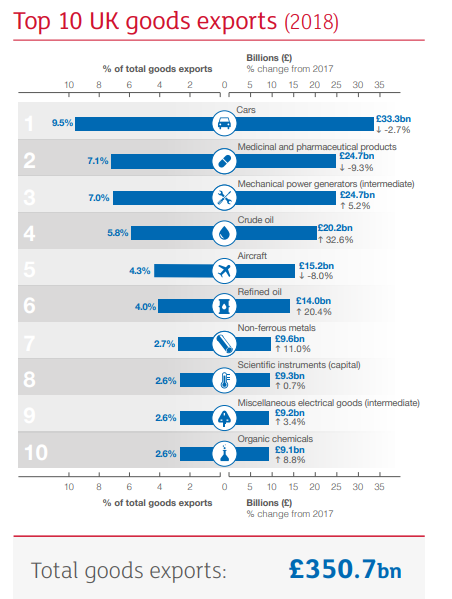 Top 10 UK goods exports (2018)
Billions (£)
% of total goods exports % change from 2017
10 8 6 4 2 0 5 10 15 20 25 30 35
Cars
1 9.5% £33.3bn
↓ -2.7%
Medicinal and pharmaceutical products
2 7.1% £24.7bn
↓ -9.3%
Mechanical power generators (intermediate)
3 7.0% £24.7bn
↑ 5.2%
Crude oil
4 5.8% £20.2bn
↑ 32.6%
Aircraft
5 4.3% £15.2bn
↓ -8.0%
Refined oil
6 4.0% £14.0bn
↑ 20.4%
Non-ferrous metals
7 2.7% £9.6bn
↑ 11.0%
Scientific instruments (capital)
8 2.6% £9.3bn
↑ 0.7%
Miscellaneous electrical goods (intermediate)
9 2.6% £9.2bn
↑ 3.4%
Organic chemicals
10 2.6% £9.1bn
↑ 8.8%
10 8 6 4 2 0 5 10 15 20 25 30 35
% of total goods exports Billions (£)
% change from 2017
Total goods exports: £350.7bn